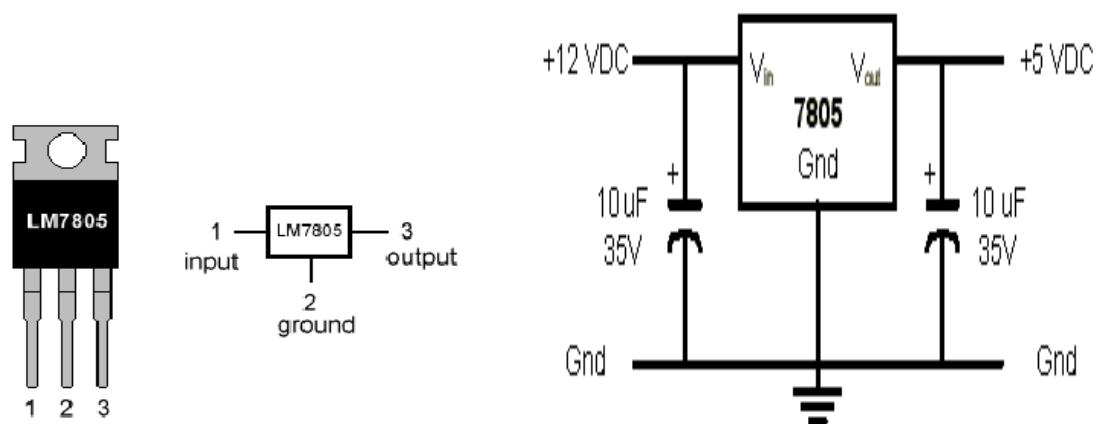 LM7805
1 2 3
1
input
LM7805
3
output
2
ground
+12 VDC
Vin
Vout
+5 VDC
7805
Gnd
+
10 uF
35V
+
10 uF
35V
Gnd
Gnd